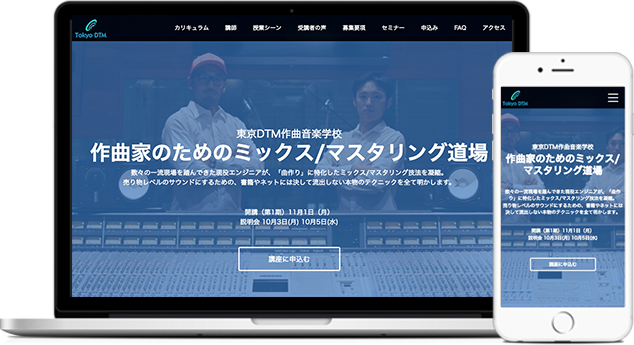 Tokyo DTM
カリキュラム 講師 授業シーン 受講者の声 募集要項 セミナー 申込み FAQ アクセス
東京DTM作曲音楽学校
作曲家のためのミックス/マスタリング道場
数々の一流現場を踏んできた現役エンジニアが、「曲作り」に特化したミックス/マスタリング技法を凝縮。
売り物レベルのサウンドにするための、書籍やネットには決して流出しない本物のテクニックを全て明かします。
開講（第1期）11月1日（月）
説明会 10月3日(月) 10月5日(水)
講座に申込む
Tokyo DTM
東京DTM作曲音楽学校
作曲家のためのミックス/
マスタリング道場
数々の一流現場を踏んできた現役エンジニアが、「曲作
り」に特化したミックス/マスタリング技法を凝縮。
売り物レベルのサウンドにするための、書籍やネットには
決して流出しない本物のテクニックを全て明かします。
開講（第1期）11月1日（月）
説明会 10月3日(月) 10月5日(水)
講座に申込む